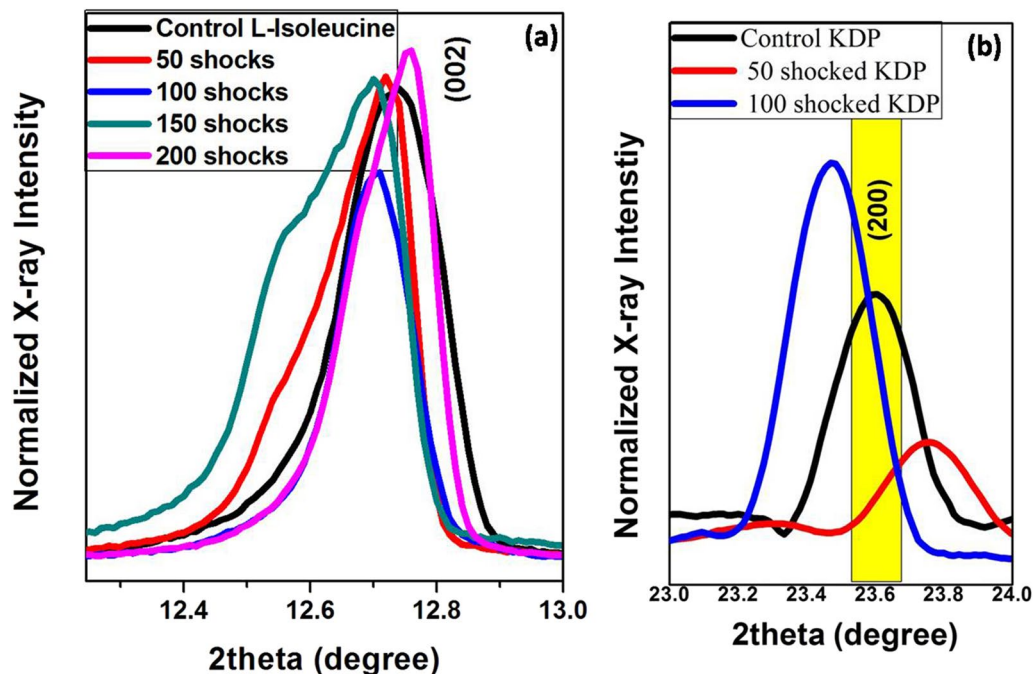 Control L-Isoleucine
50 shocks
100 shocks
150 shocks
200 shocks
(a)
(002)
Normalized X-ray Intensity
12.4
12.6
12.8
13.0
2theta (degree)
Control KDP
50 shocked KDP
100 shocked KDP
(b)
(200)
Normalized X-ray Intenstiy
23.0
23.2
23.4
23.6
23.8
24.0
2theta (degree)